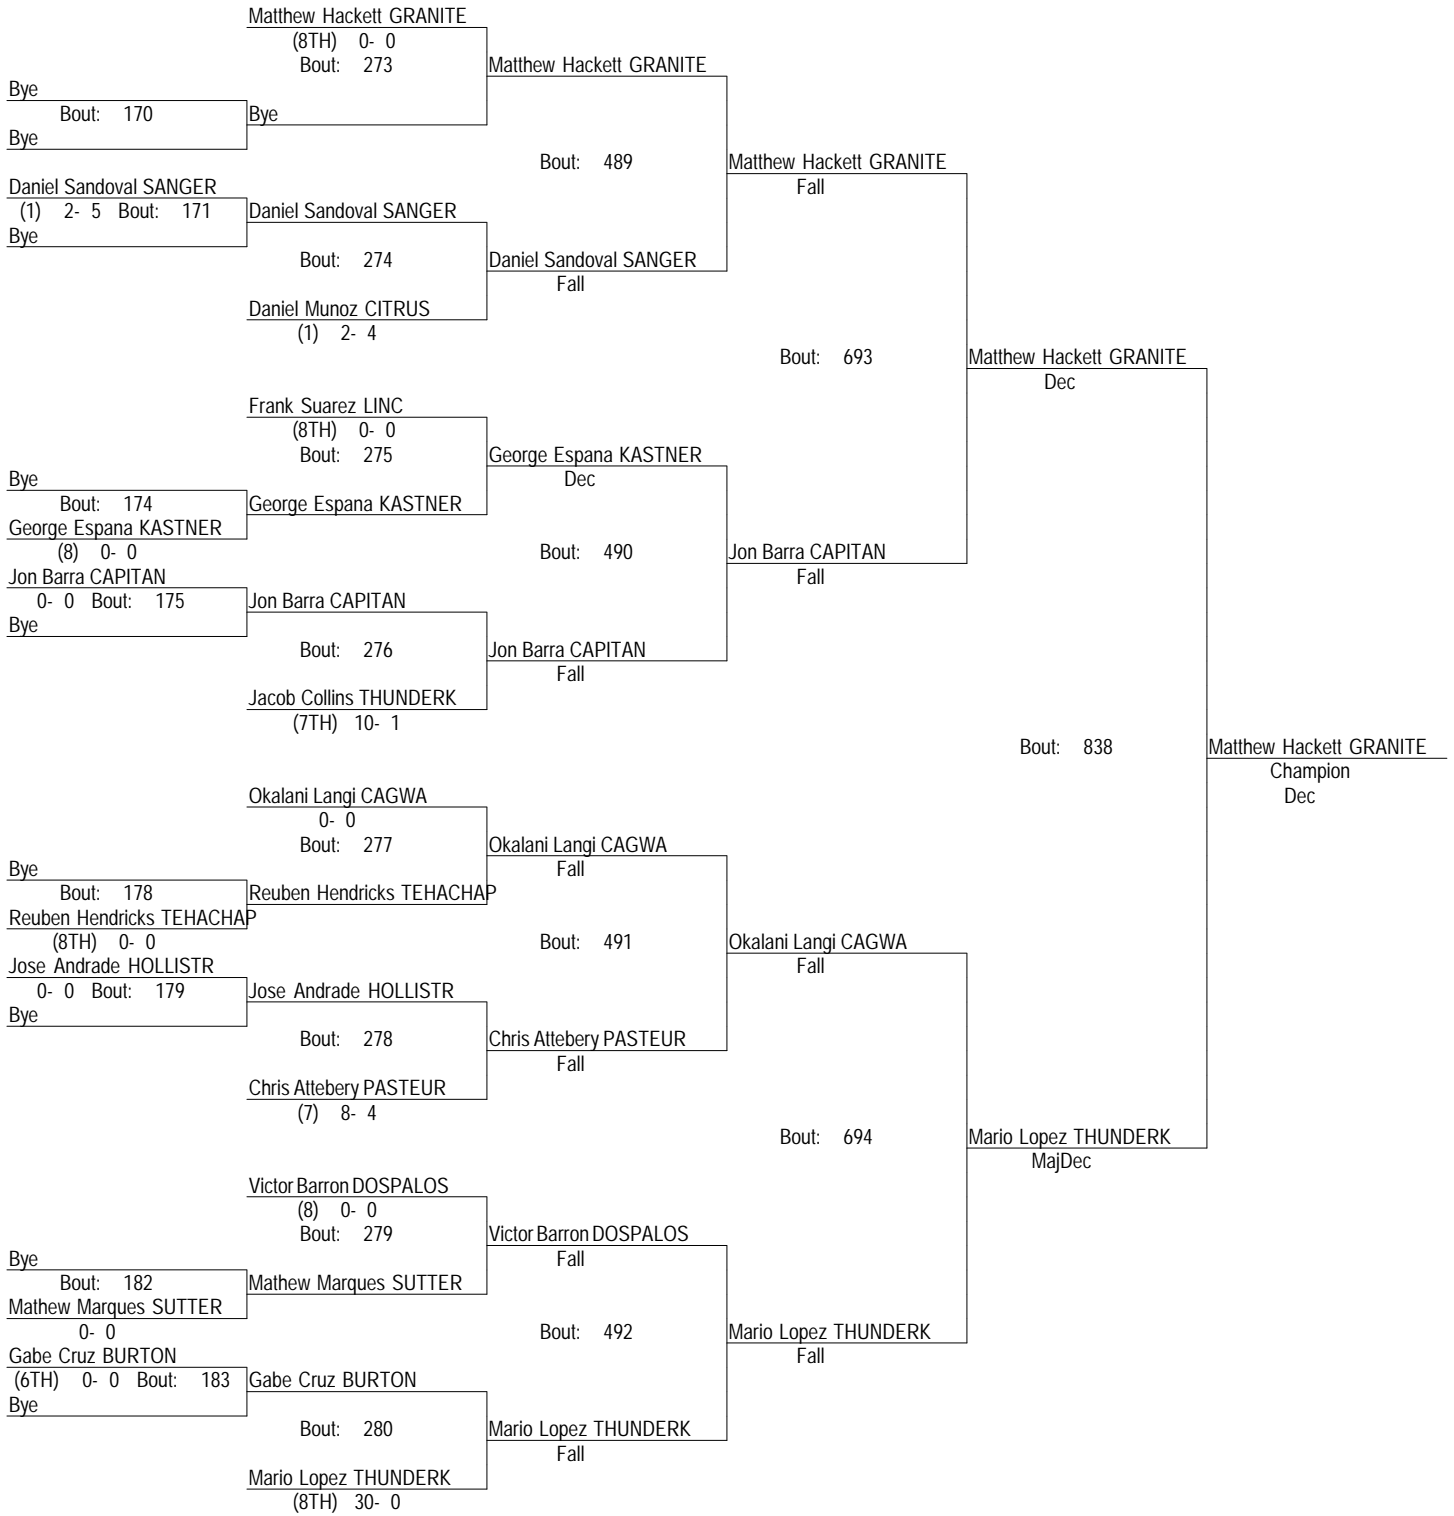 Matthew Hackett GRANITE
(8TH) 0- 0
Bout: 273
Matthew Hackett GRANITE
Bye
Bout: 170
Bye
Bye
Bout: 489
Matthew Hackett GRANITE
Fall
Daniel Sandoval SANGER
(1) 2- 5 Bout: 171
Daniel Sandoval SANGER
Bye
Bout: 274
Daniel Sandoval SANGER
Fall
Daniel Munoz CITRUS
(1) 2- 4
Bout: 693
Matthew Hackett GRANITE
Dec
Frank Suarez LINC
(8TH) 0- 0
Bout: 275
George Espana KASTNER
Dec
Bye
Bout: 174
George Espana KASTNER
George Espana KASTNER
(8) 0- 0
Bout: 490
Jon Barra CAPITAN
Fall
Jon Barra CAPITAN
0- 0 Bout: 175
Jon Barra CAPITAN
Bye
Bout: 276
Jon Barra CAPITAN
Fall
Jacob Collins THUNDERK
(7TH) 10- 1
Bout: 838
Matthew Hackett GRANITE
Champion
Dec
Okalani Langi CAGWA
0- 0
Bout: 277
Okalani Langi CAGWA
Fall
Bye
Bout: 178
Reuben Hendricks TEHACHAP
Reuben Hendricks TEHACHAP
(8TH) 0- 0
Bout: 491
Okalani Langi CAGWA
Fall
Jose Andrade HOLLISTR
0- 0 Bout: 179
Jose Andrade HOLLISTR
Bye
Bout: 278
Chris Attebery PASTEUR
Fall
Chris Attebery PASTEUR
(7) 8- 4
Bout: 694
Mario Lopez THUNDERK
MajDec
Victor Barron DOSPALOS
(8) 0- 0
Bout: 279
Victor Barron DOSPALOS
Fall
Bye
Bout: 182
Mathew Marques SUTTER
Mathew Marques SUTTER
0- 0
Bout: 492
Mario Lopez THUNDERK
Fall
Gabe Cruz BURTON
(6TH) 0- 0 Bout: 183
Gabe Cruz BURTON
Bye
Bout: 280
Mario Lopez THUNDERK
Fall
Mario Lopez THUNDERK
(8TH) 30- 0